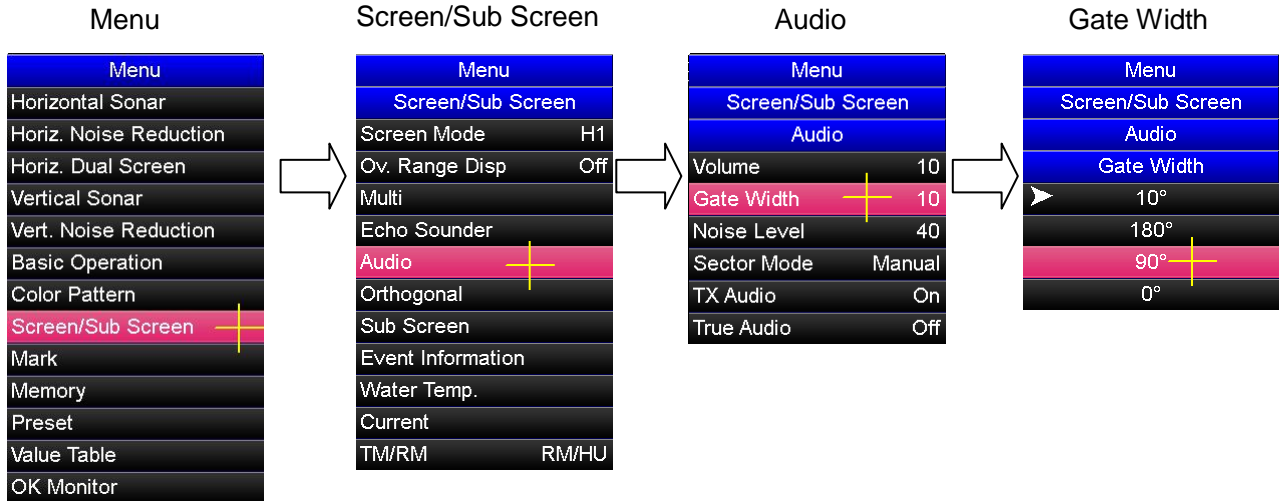 Menu
Menu
Horizontal Sonar
Horiz. Noise Reduction
Horiz. Dual Screen
Vertical Sonar
Vert. Noise Reduction
Basic Operation
Color Pattern
Screen/Sub Screen
Mark
Memory
Preset
Value Table
OK Monitor
Screen/Sub Screen
Menu
Screen/Sub Screen
Screen Mode H1
Ov. Range Disp Off
Multi
Echo Sounder
Audio
Orthogonal
Sub Screen
Event Information
Water Temp.
Current
TM/RM RM/HU
Audio
Menu
Screen/Sub Screen
Audio
Volume 10
Gate Width 10
Noise Level 40
Sector Mode Manual
TX Audio On
True Audio Off
Gate Width
Menu
Screen/Sub Screen
Audio
Gate Width
10°
180°
90°
0°